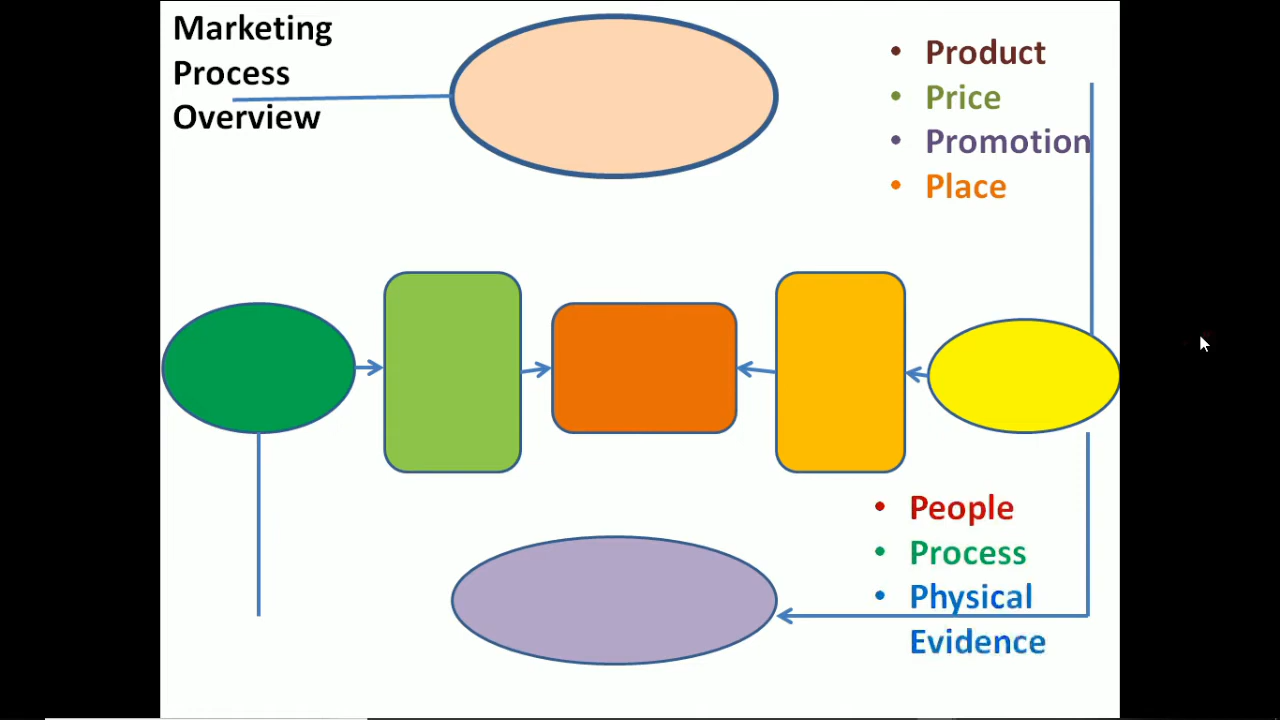 Marketing
Process
Overview
• Product
• Price
• Promotion
• Place
• People
• Process
• Physical
Evidence